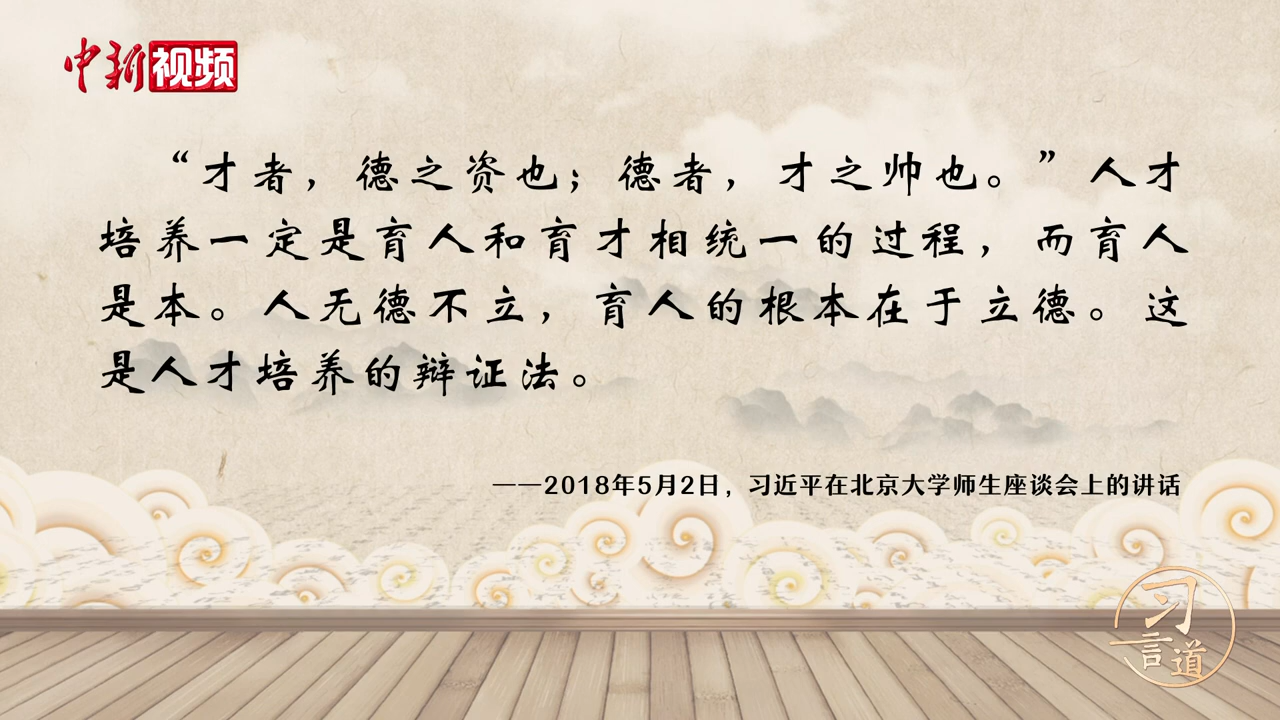 中新视频
“才者，德之资也；德者，才之帅也。”人才
培养一定是育人和育才相统一的过程，而育人
是本。人无德不立，育人的根本在于立德。这
是人才培养的辩证法。
——2018年5月2日，习近平在北京大学师生座谈会上的讲话
习
言道